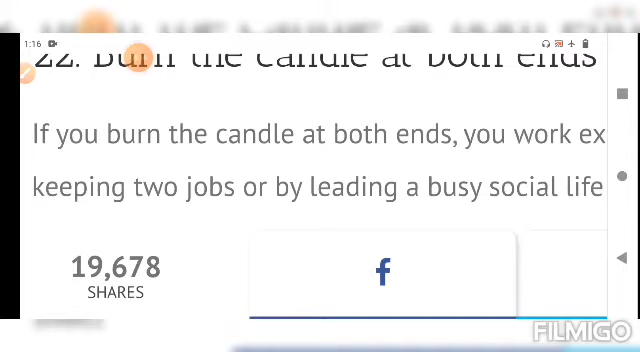 1:16
22. Burn the candle at both ends
If you burn the candle at both ends, you work ex
keeping two jobs or by leading a busy social life
19,678
SHARES
f
FILMIGO